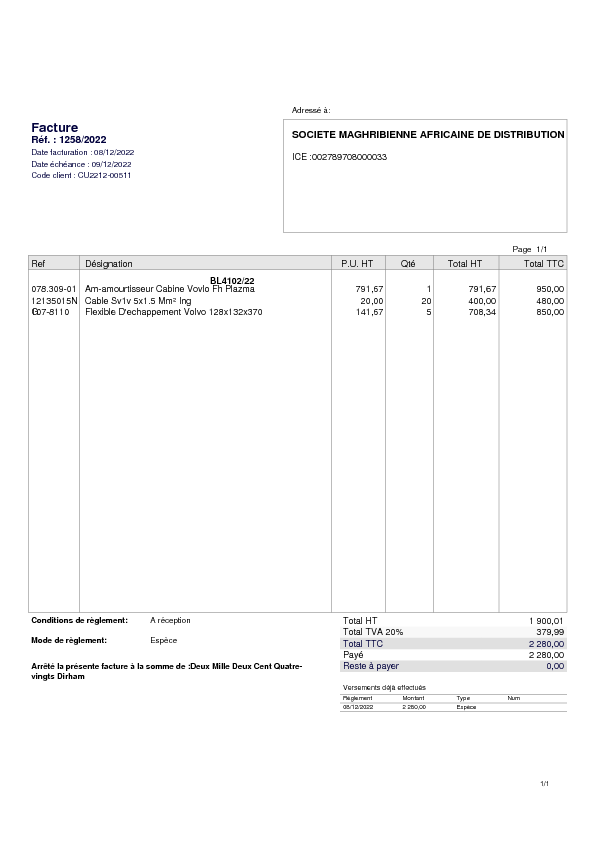 Adressé à:
Facture
Réf. : 1258/2022
Date facturation : 08/12/2022
Date échéance : 09/12/2022
Code client : CU2212-00511
SOCIETE MAGHRIBIENNE AFRICAINE DE DISTRIBUTION
ICE :002789708000033
Page 1/1
Ref Désignation P.U. HT Qté Total HT Total TTC
BL4102/22
078.309-01 Am-amourtisseur Cabine Vovlo Fh Plazma 791,67 1 791,67 950,00
12135015N Cable Sv1v 5x1.5 Mm² Ing 20,00 20 400,00 480,00
G07-8110 Flexible D'echappement Volvo 128x132x370 141,67 5 708,34 850,00
Conditions de règlement: A réception
Mode de règlement: Espèce
Arrêté la présente facture à la somme de :Deux Mille Deux Cent Quatre-
vingts Dirham
Total HT 1 900,01
Total TVA 20% 379,99
Total TTC 2 280,00
Payé 2 280,00
Reste à payer 0,00
Versements déjà effectués
Règlement Montant Type Num
08/12/2022 2 280,00 Espèce
1/1